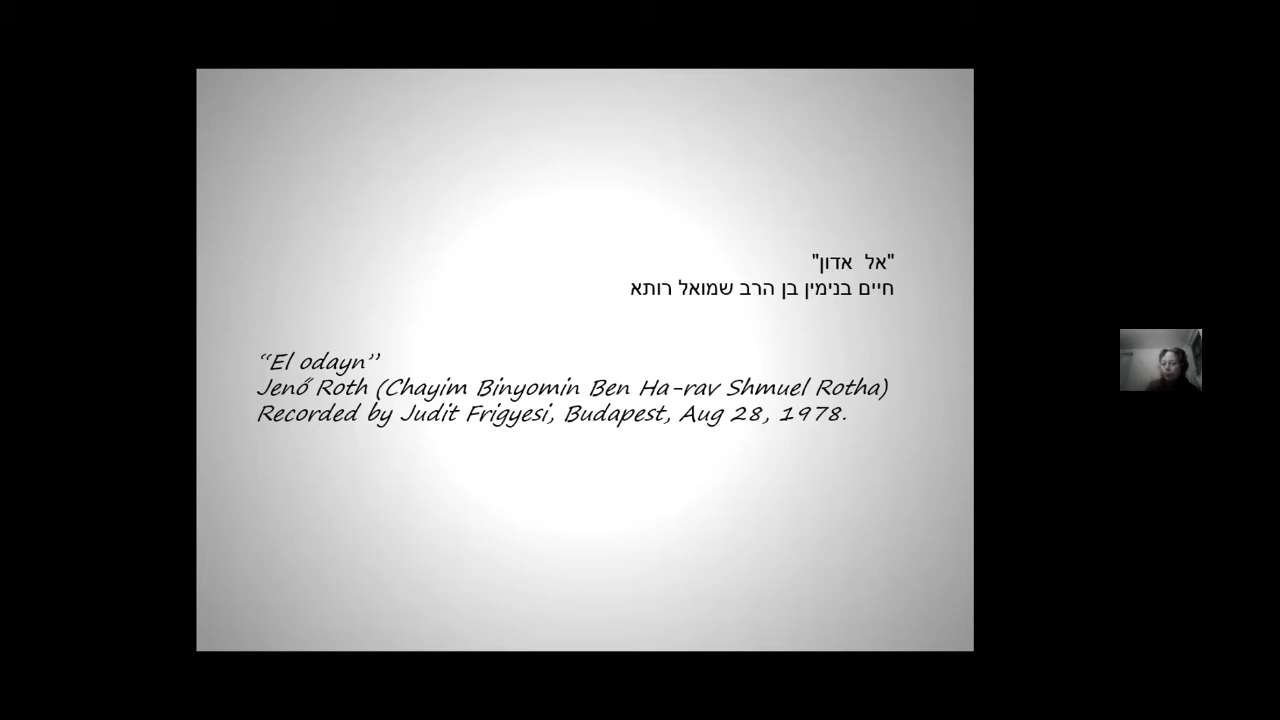 "אל אדון"
חיים בנימין בן הרב שמואל רותא
“El odayn”
Jenő Roth (Chayim Binyomin Ben Ha-rav Shmuel Rotha)
Recorded by Judit Frigyesi, Budapest, Aug 28, 1978.